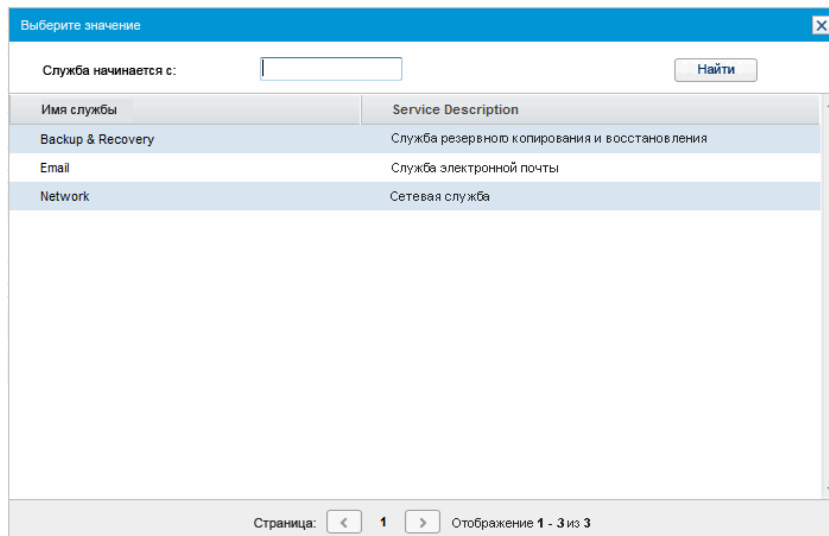 Выберите значение
Служба начинается с: Найти
Имя службы Service Description
Backup & Recovery Служба резервного копирования и восстановления
Email Служба электронной почты
Network Сетевая служба
Страница: < 1 > Отображение 1 - 3 из 3